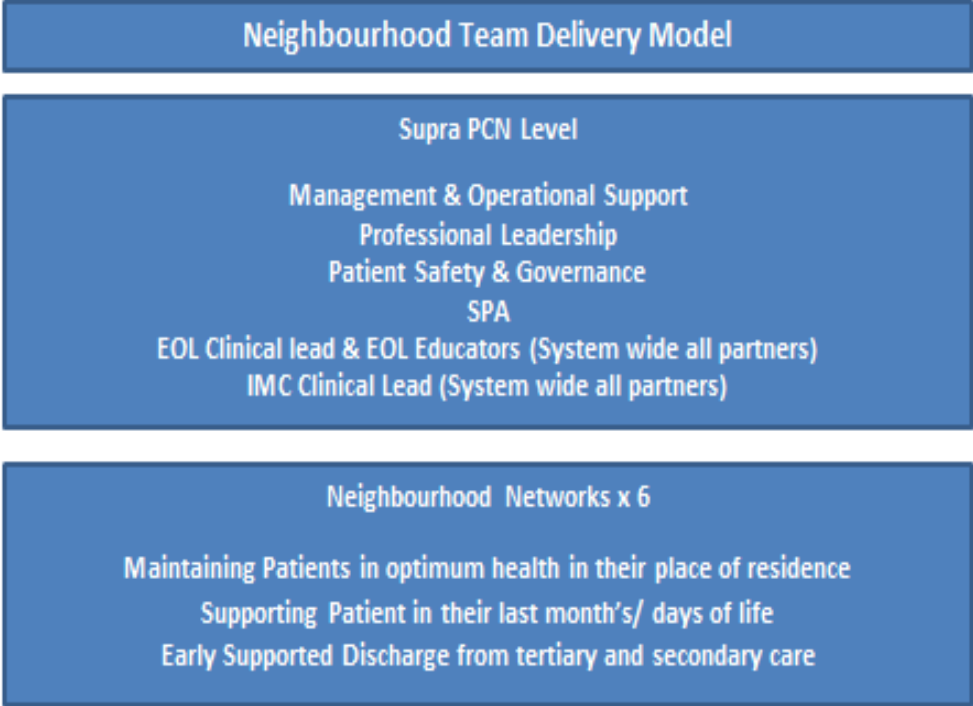 Neighbourhood Team Delivery Model
Supra PCN Level
Management & Operational Support
Professional Leadership
Patient Safety & Governance
SPA
EOL Clinical lead & EOL Educators (System wide all partners)
IMC Clinical Lead (System wide all partners)
Neighbourhood Networks x 6
Maintaining Patients in optimum health in their place of residence
Supporting Patient in their last month's/ days of life
Early Supported Discharge from tertiary and secondary care